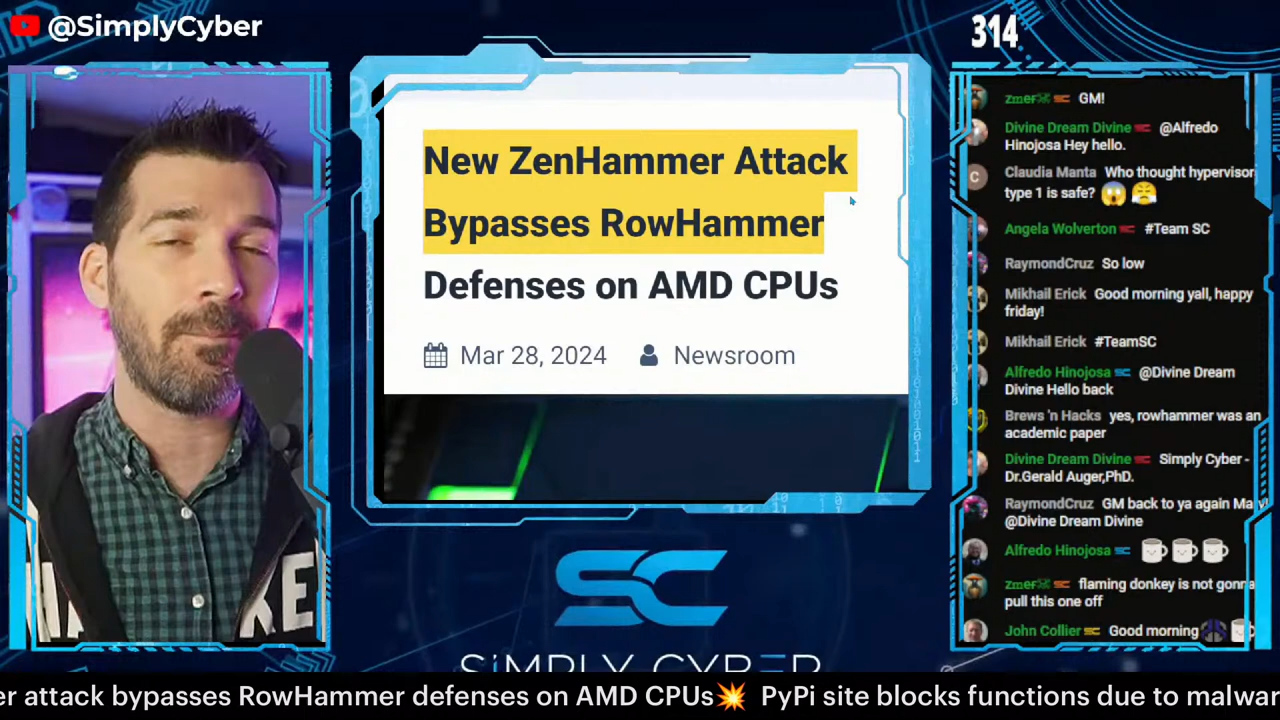 @SimplyCyber
314
New ZenHammer Attack
Bypasses RowHammer
Defenses on AMD CPUs
Mar 28, 2024 Newsroom
zmer GM!
Divine Dream Divine @Alfredo
Hinojosa Hey hello.
Claudia Manta Who thought hypervisor
type 1 is safe?
Angela Wolverton #Team SC
RaymondCruz So low
Mikhail Erick Good morning yall, happy
friday!
Mikhail Erick #TeamSC
Alfredo Hinojosa @Divine Dream
Divine Hello back
Brews 'n Hacks yes, rowhammer was an
academic paper
Divine Dream Divine Simply Cyber -
Dr.Gerald Auger,PhD.
RaymondCruz GM back to ya again
@Divine Dream Divine
Alfredo Hinojosa
zmer flaming donkey is not gonna
pull this one off
John Collier Good morning
SC
SIMPLY CYBER
er attack bypasses RowHammer defenses on AMD CPUs💥 PyPi site blocks functions due to malwar